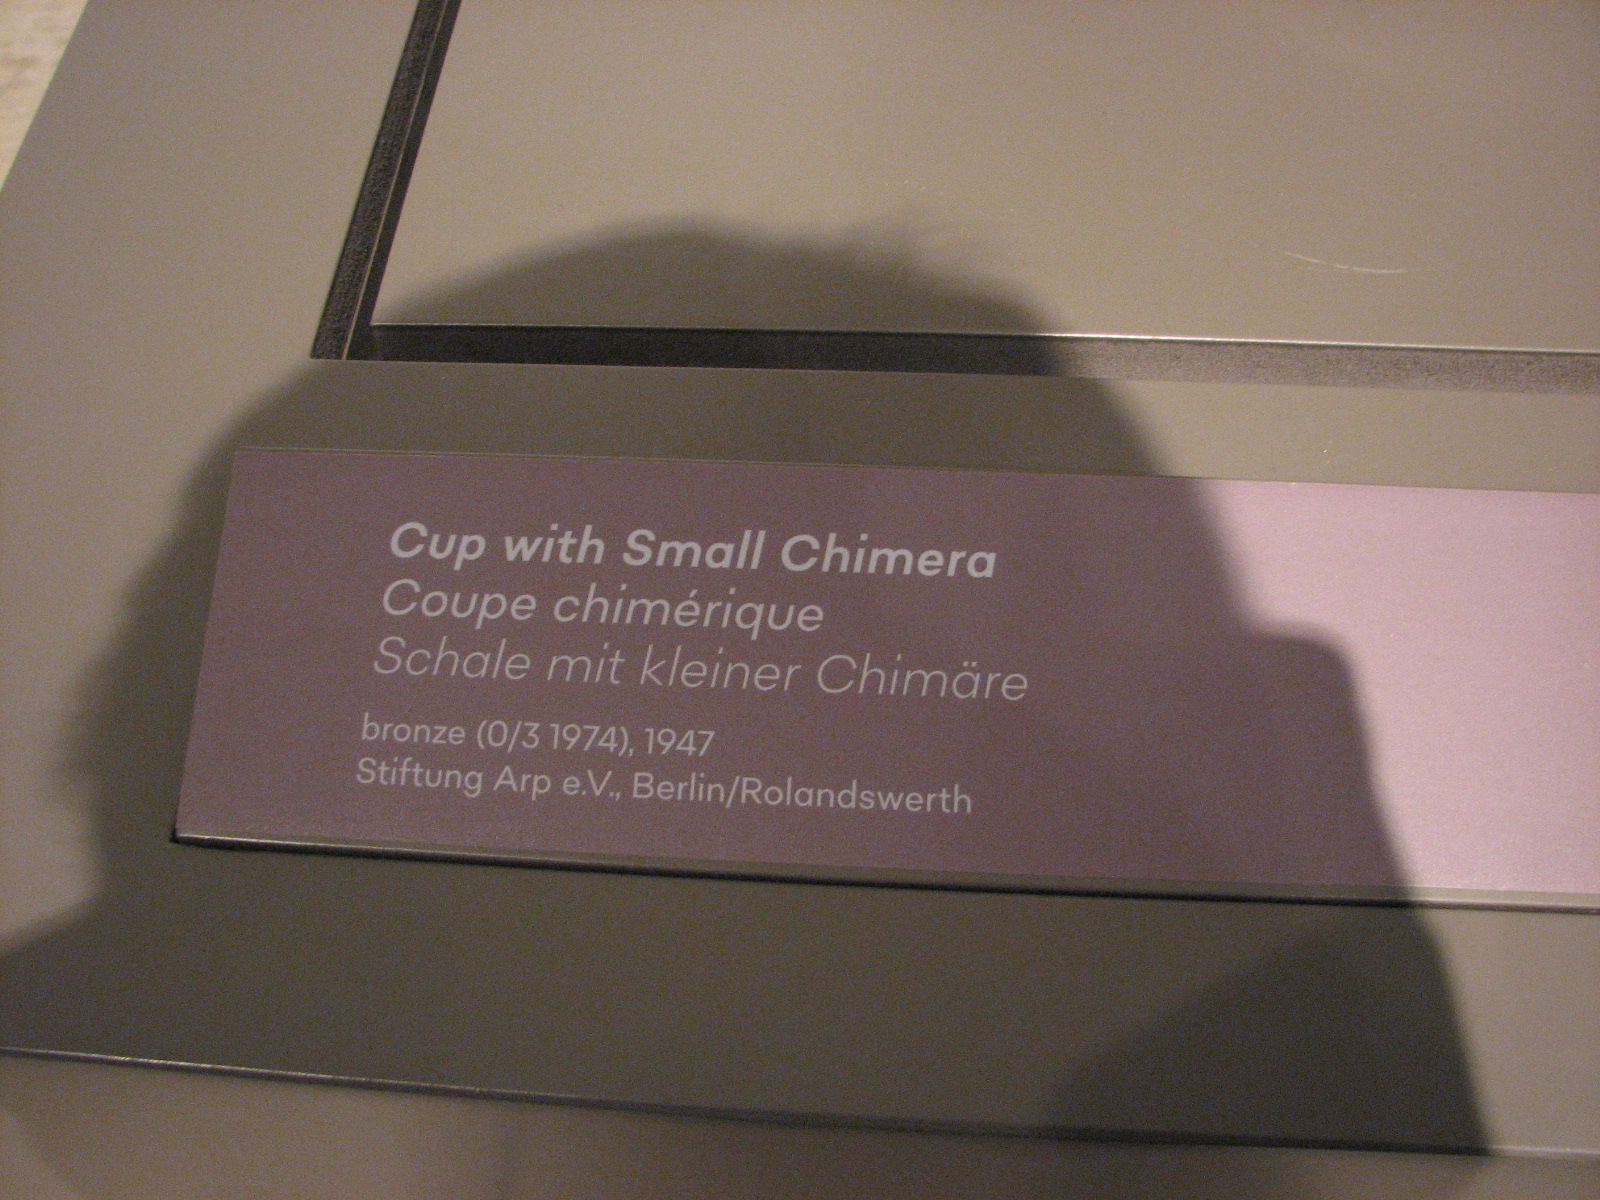 Cup with Small Chimera
Coupe chimérique
Schale mit kleiner Chimäre
bronze (0/3 1974), 1947
Stiftung Arp e.V., Berlin/Rolandswerth